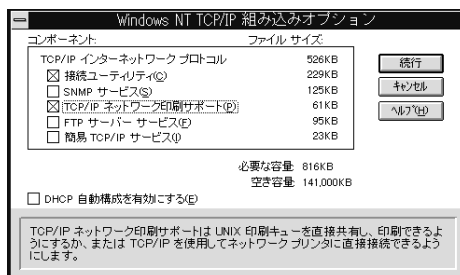 Windows NT TCP/IP 組み込みオプション
コンポーネント: ファイル サイズ:
TCP/IP インターネットワーク プロトコル 526KB
接続ユーティリティ(C) 229KB
SNMP サービス(S) 125KB
TCP/IP ネットワーク印刷サポート(P) 61KB
FTP サーバー サービス(F) 95KB
簡易 TCP/IP サービス(I) 23KB
続行
キャンセル
ヘルプ(H)
必要な容量: 816KB
空き容量: 141,000KB
DHCP 自動構成を有効にする(E)
TCP/IP ネットワーク印刷サポートは UNIX 印刷キューを直接共有し、印刷できるよ
うにするか、または TCP/IP を使用してネットワーク プリンタに直接接続できるよう
にします。